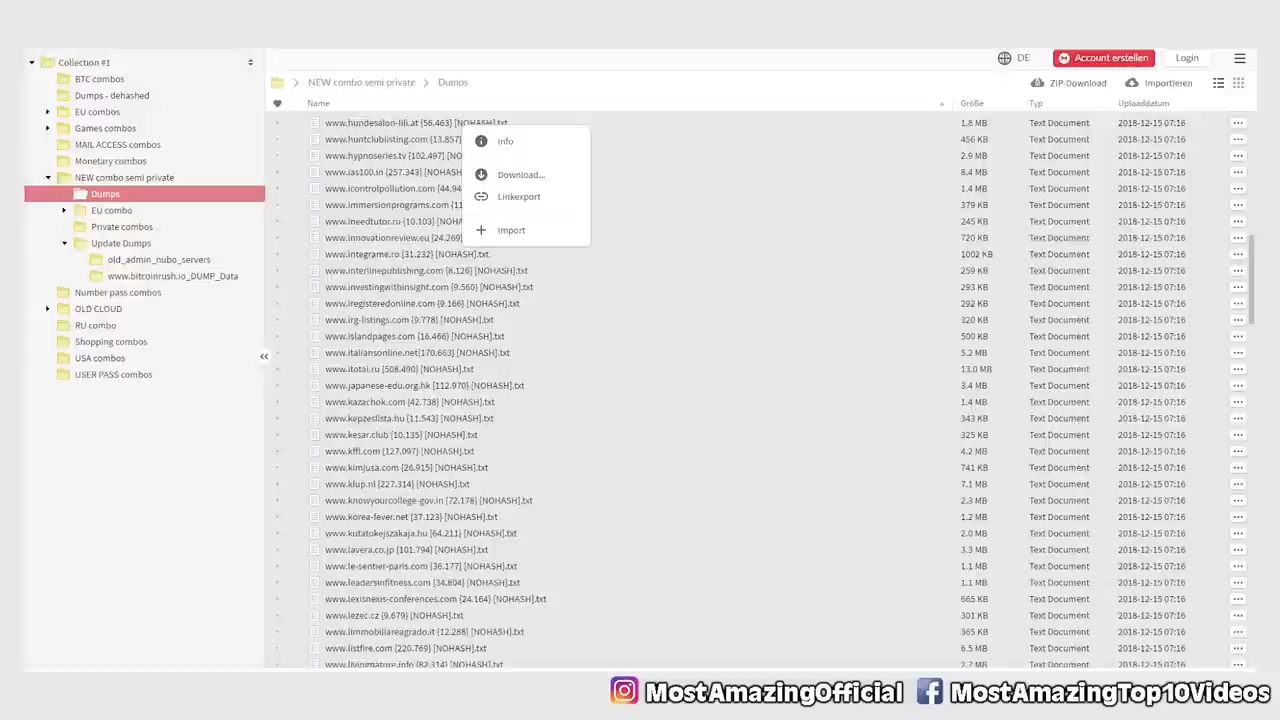 Collection #1
BTC combos
Dumps - dehashed
EU combos
Games combos
MAIL ACCESS combos
Monetary combos
NEW combo semi private
Dumps
EU combo
Private combos
Update Dumps
old_admin_nubo_servers
www.bitcoinrush.io_DUMP_Data
Number pass combos
OLD CLOUD
RU combo
Shopping combos
USA combos
USER PASS combos
DE Account erstellen Login
NEW combo semi private > Dumps ZIP-Download Importieren
Name Größe Typ Uploaddatum
www.hundesalon-lili.at {56.463} [NOHASH].txt 1.8 MB Text Document 2018-12-15 07:16
www.huntclublisting.com {13.857} 456 KB Text Document 2018-12-15 07:16
www.hypnoseries.tv {102.497} [NO 2.9 MB Text Document 2018-12-15 07:16
www.ias100.in {257.343} [NOHASH 8.4 MB Text Document 2018-12-15 07:16
www.icontrolpollution.com {44.94 1.4 MB Text Document 2018-12-15 07:16
www.immersionprograms.com {11 379 KB Text Document 2018-12-15 07:16
www.ineedtutor.ru {10.103} [NOHA 245 KB Text Document 2018-12-15 07:16
www.innovationreview.eu {24.269} 720 KB Text Document 2018-12-15 07:16
www.integrame.ro {31.232} [NOHASH].txt 1002 KB Text Document 2018-12-15 07:16
www.interlinepublishing.com {8.126} [NOHASH].txt 259 KB Text Document 2018-12-15 07:16
www.investingwithinsight.com {9.560} [NOHASH].txt 293 KB Text Document 2018-12-15 07:16
www.iregisteredonline.com {9.166} [NOHASH].txt 292 KB Text Document 2018-12-15 07:16
www.irg-listings.com {9.778} [NOHASH].txt 320 KB Text Document 2018-12-15 07:16
www.islandpages.com {16.466} [NOHASH].txt 500 KB Text Document 2018-12-15 07:16
www.italiansonline.net{170.663} [NOHASH].txt 5.2 MB Text Document 2018-12-15 07:16
www.itotal.ru {508.490} [NOHASH].txt 13.0 MB Text Document 2018-12-15 07:16
www.japanese-edu.org.hk {112.970} [NOHASH].txt 3.4 MB Text Document 2018-12-15 07:16
www.kazachok.com {42.738} [NOHASH].txt 1.4 MB Text Document 2018-12-15 07:16
www.kepzeslista.hu {11.543} [NOHASH].txt 343 KB Text Document 2018-12-15 07:16
www.kesar.club {10.135} [NOHASH].txt 325 KB Text Document 2018-12-15 07:16
www.kffl.com {127.097} [NOHASH].txt 4.2 MB Text Document 2018-12-15 07:16
www.kimjusa.com {26.915} [NOHASH].txt 741 KB Text Document 2018-12-15 07:16
www.klup.nl {227.314} [NOHASH].txt 7.1 MB Text Document 2018-12-15 07:16
www.knowyourcollege-gov.in {72.178} [NOHASH].txt 2.3 MB Text Document 2018-12-15 07:16
www.korea-fever.net {37.123} [NOHASH].txt 1.2 MB Text Document 2018-12-15 07:16
www.kutatokejszakaja.hu {64.211} [NOHASH].txt 2.0 MB Text Document 2018-12-15 07:16
www.lavera.co.jp {101.794} [NOHASH].txt 3.3 MB Text Document 2018-12-15 07:16
www.le-sentier-paris.com {36.177} [NOHASH].txt 1.1 MB Text Document 2018-12-15 07:16
www.leadersinfitness.com {34.804} [NOHASH].txt 1.1 MB Text Document 2018-12-15 07:16
www.lexisnexis-conferences.com {24.164} [NOHASH].txt 665 KB Text Document 2018-12-15 07:16
www.lezec.cz {9.679} [NOHASH].txt 301 KB Text Document 2018-12-15 07:16
www.limmobiliareagrado.it {12.288} [NOHASH].txt 365 KB Text Document 2018-12-15 07:16
www.listfire.com {220.769} [NOHASH].txt 6.5 MB Text Document 2018-12-15 07:16
www.livingnature.info {82.314} [NOHASH].txt 2.7 MB Text Document 2018-12-15 07:16
Info
Download...
Linkexport
Import
MostAmazingOfficial MostAmazingTop10Videos